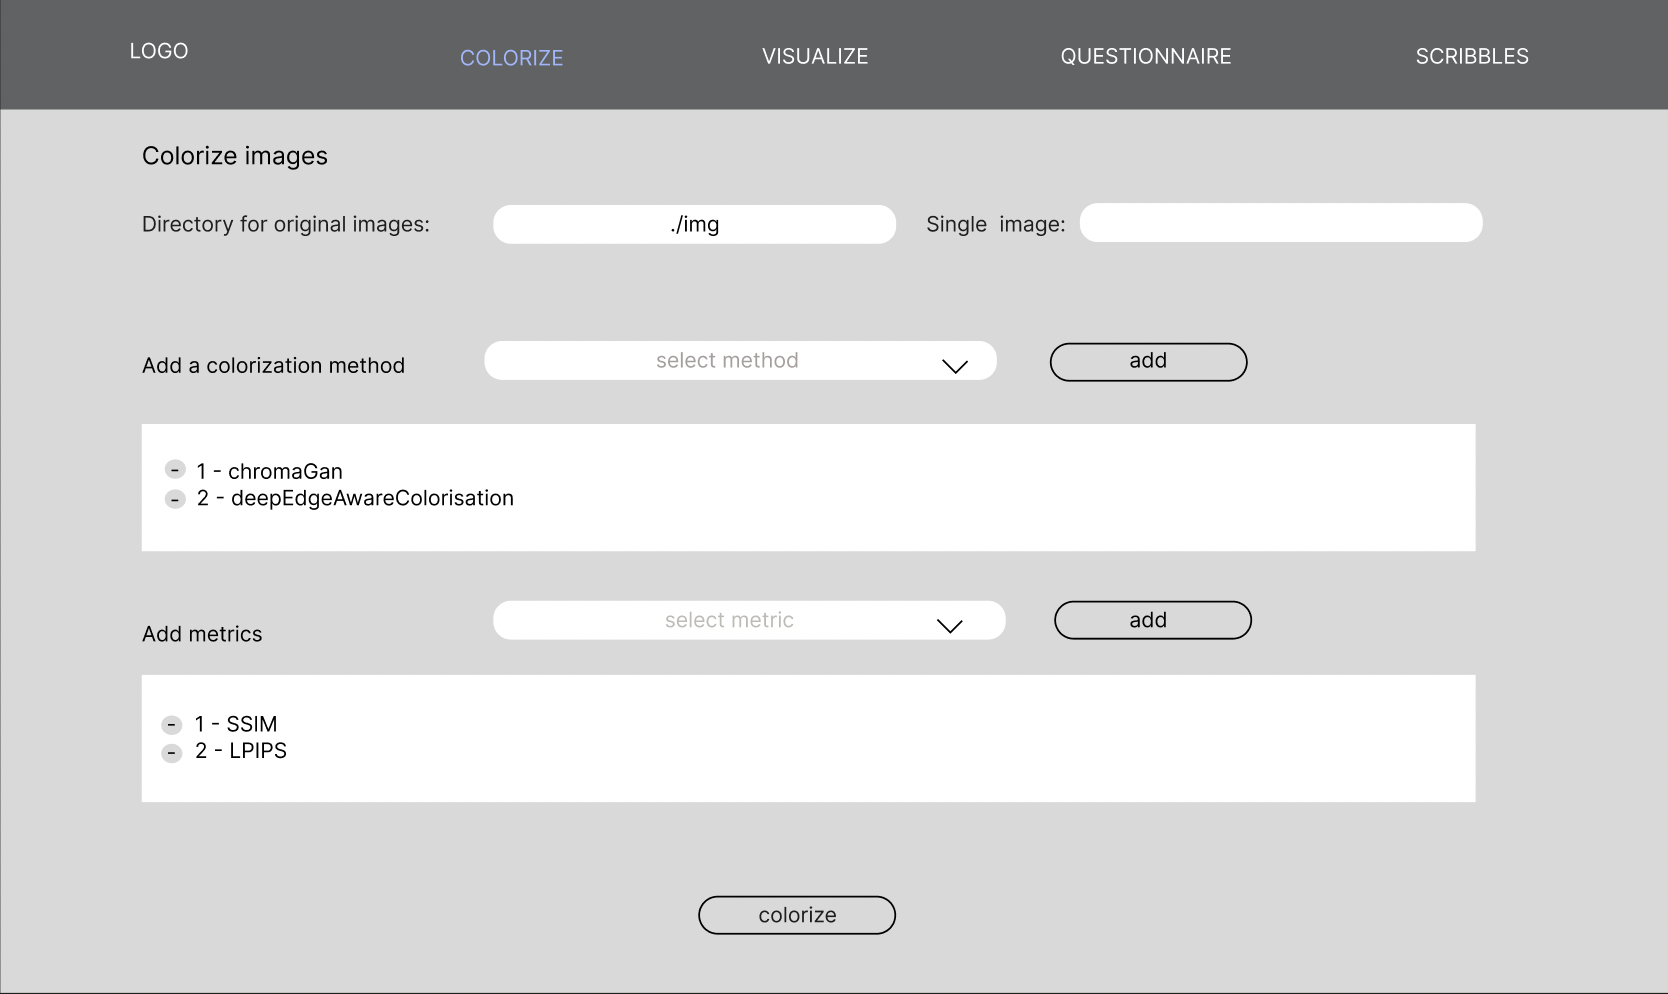 LOGO
COLORIZE
VISUALIZE
QUESTIONNAIRE
SCRIBBLES
Colorize images
Directory for original images:
./img
Single image:
Add a colorization method
select method
add
- 1 - chromaGan
- 2 - deepEdgeAwareColorisation
Add metrics
select metric
add
- 1 - SSIM
- 2 - LPIPS
colorize